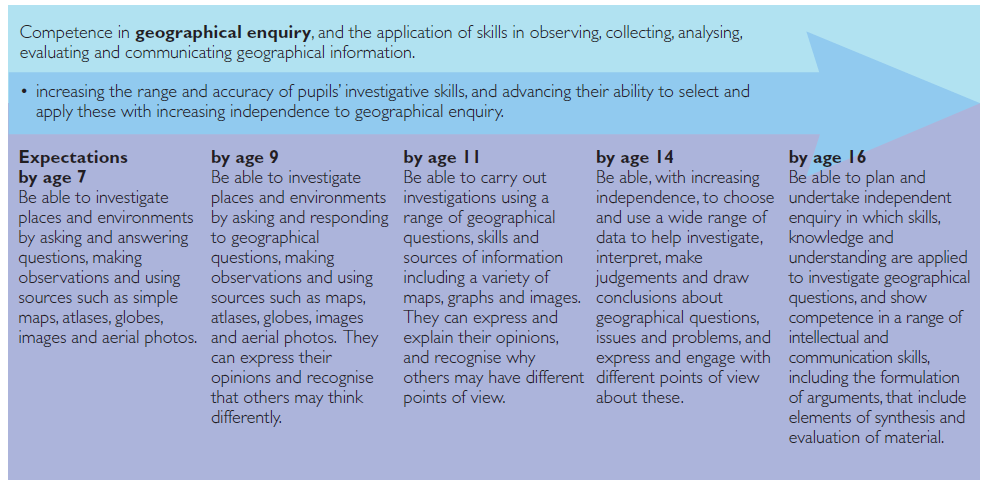 Competence in geographical enquiry, and the application of skills in observing, collecting, analysing,
evaluating and communicating geographical information.
• increasing the range and accuracy of pupils' investigative skills, and advancing their ability to select and
apply these with increasing independence to geographical enquiry.
Expectations
by age 7
Be able to investigate
places and environments
by asking and answering
questions, making
observations and using
sources such as simple
maps, atlases, globes,
images and aerial photos.
by age 9
Be able to investigate
places and environments
by asking and responding
to geographical
questions, making
observations and using
sources such as maps,
atlases, globes, images
and aerial photos. They
can express their
opinions and recognise
that others may think
differently.
by age 11
Be able to carry out
investigations using a
range of geographical
questions, skills and
sources of information
including a variety of
maps, graphs and images.
They can express and
explain their opinions,
and recognise why
others may have different
points of view.
by age 14
Be able, with increasing
independence, to choose
and use a wide range of
data to help investigate,
interpret, make
judgements and draw
conclusions about
geographical questions,
issues and problems, and
express and engage with
different points of view
about these.
by age 16
Be able to plan and
undertake independent
enquiry in which skills,
knowledge and
understanding are applied
to investigate geographical
questions, and show
competence in a range of
intellectual and
communication skills,
including the formulation
of arguments, that include
elements of synthesis and
evaluation of material.